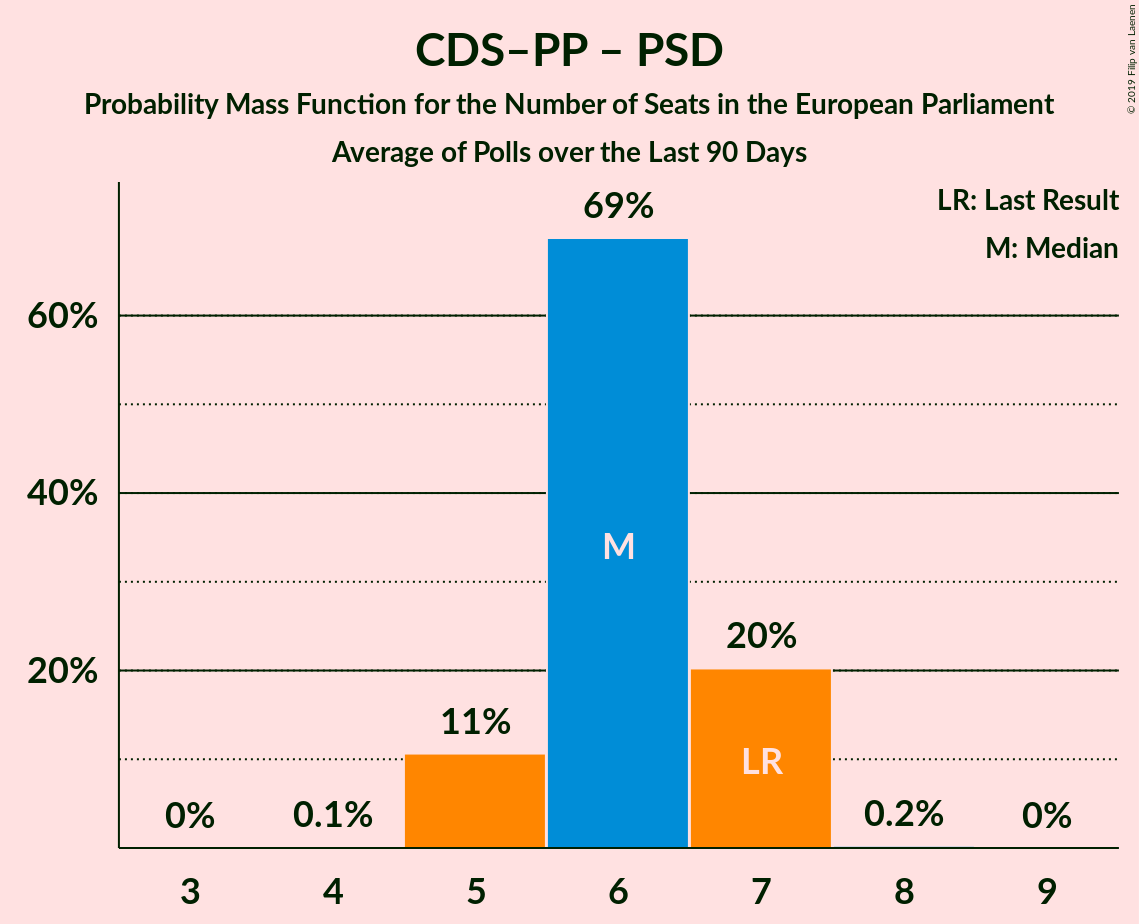 CDS–PP – PSD
Probability Mass Function for the Number of Seats in the European Parliament
Average of Polls over the Last 90 Days
© 2019 Filip van Laenen
LR: Last Result
M: Median
69%
60%
40%
M
20%
20%
11%
LR
0%
0.1%
0.2%
0%
3
4
5
6
7
8
9